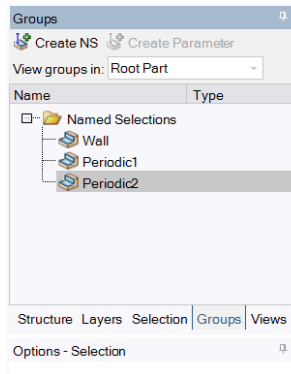 Groups
Create NS Create Parameter
View groups in: Root Part
Name Type
Named Selections
Wall
Periodic1
Periodic2
Structure Layers Selection Groups Views
Options - Selection